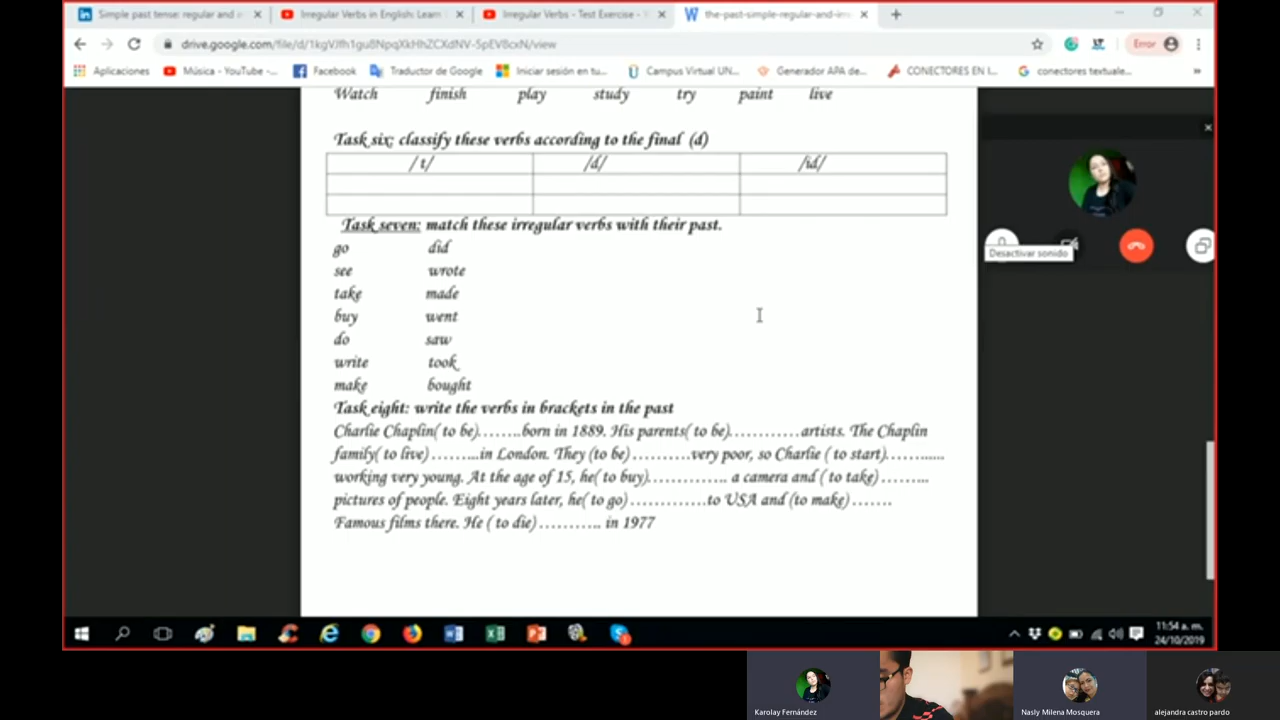 Simple past tense: regular and
Irregular Verbs in English: Learn
Irregular Verbs - Test Exercise -
the-past-simple-regular-and-irre
drive.google.com/file/d/1kgVJfh1gu8NpqXkHhZCXdNV-5pEV8cxN/view
Error
Aplicaciones
Música - YouTube -...
Facebook
Traductor de Google
Iniciar sesión en tu...
Campus Virtual UN...
Generador APA de...
CONECTORES EN I...
conectores textuale...
»
Watch finish play study try paint live
Task six: classify these verbs according to the final (d)
/t/ /d/ /id/
Task seven: match these irregular verbs with their past.
go did
see wrote
take made
buy went
do saw
write took
make bought
Task eight: write the verbs in brackets in the past
Charlie Chaplin( to be)........born in 1889. His parents( to be)............artists. The Chaplin
family( to live) .........in London. They (to be) ..........very poor, so Charlie ( to start)............
working very young. At the age of 15, he( to buy).............. a camera and ( to take) .........
pictures of people. Eight years later, he( to go) .............to USA and (to make) .......
Famous films there. He ( to die) ........... in 1977
Desactivar sonido
11:54 a. m.
24/10/2019
Karolay Fernández
Nasly Milena Mosquera
alejandra castro pardo